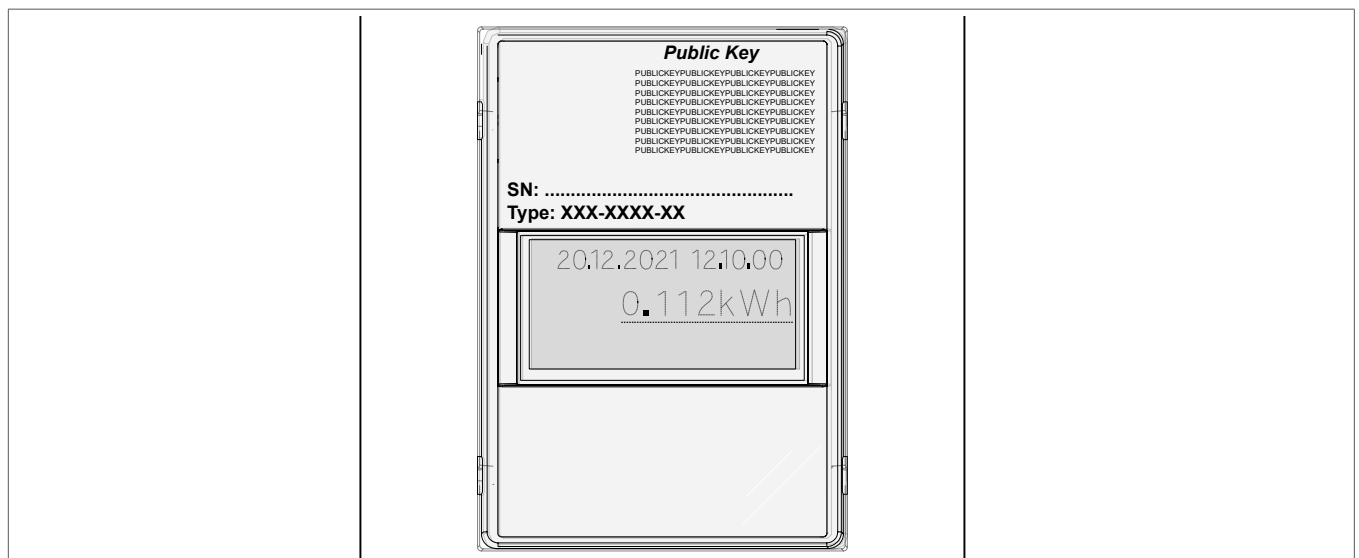 Public Key
PUBLICKEYPUBLICKEYPUBLICKEYPUBLICKEY
PUBLICKEYPUBLICKEYPUBLICKEYPUBLICKEY
PUBLICKEYPUBLICKEYPUBLICKEYPUBLICKEY
PUBLICKEYPUBLICKEYPUBLICKEYPUBLICKEY
PUBLICKEYPUBLICKEYPUBLICKEYPUBLICKEY
PUBLICKEYPUBLICKEYPUBLICKEYPUBLICKEY
PUBLICKEYPUBLICKEYPUBLICKEYPUBLICKEY
PUBLICKEYPUBLICKEYPUBLICKEYPUBLICKEY
PUBLICKEYPUBLICKEYPUBLICKEYPUBLICKEY
SN: ................................................
Type: XXX-XXXX-XX
20.12.2021 12.10.00
0.112kWh